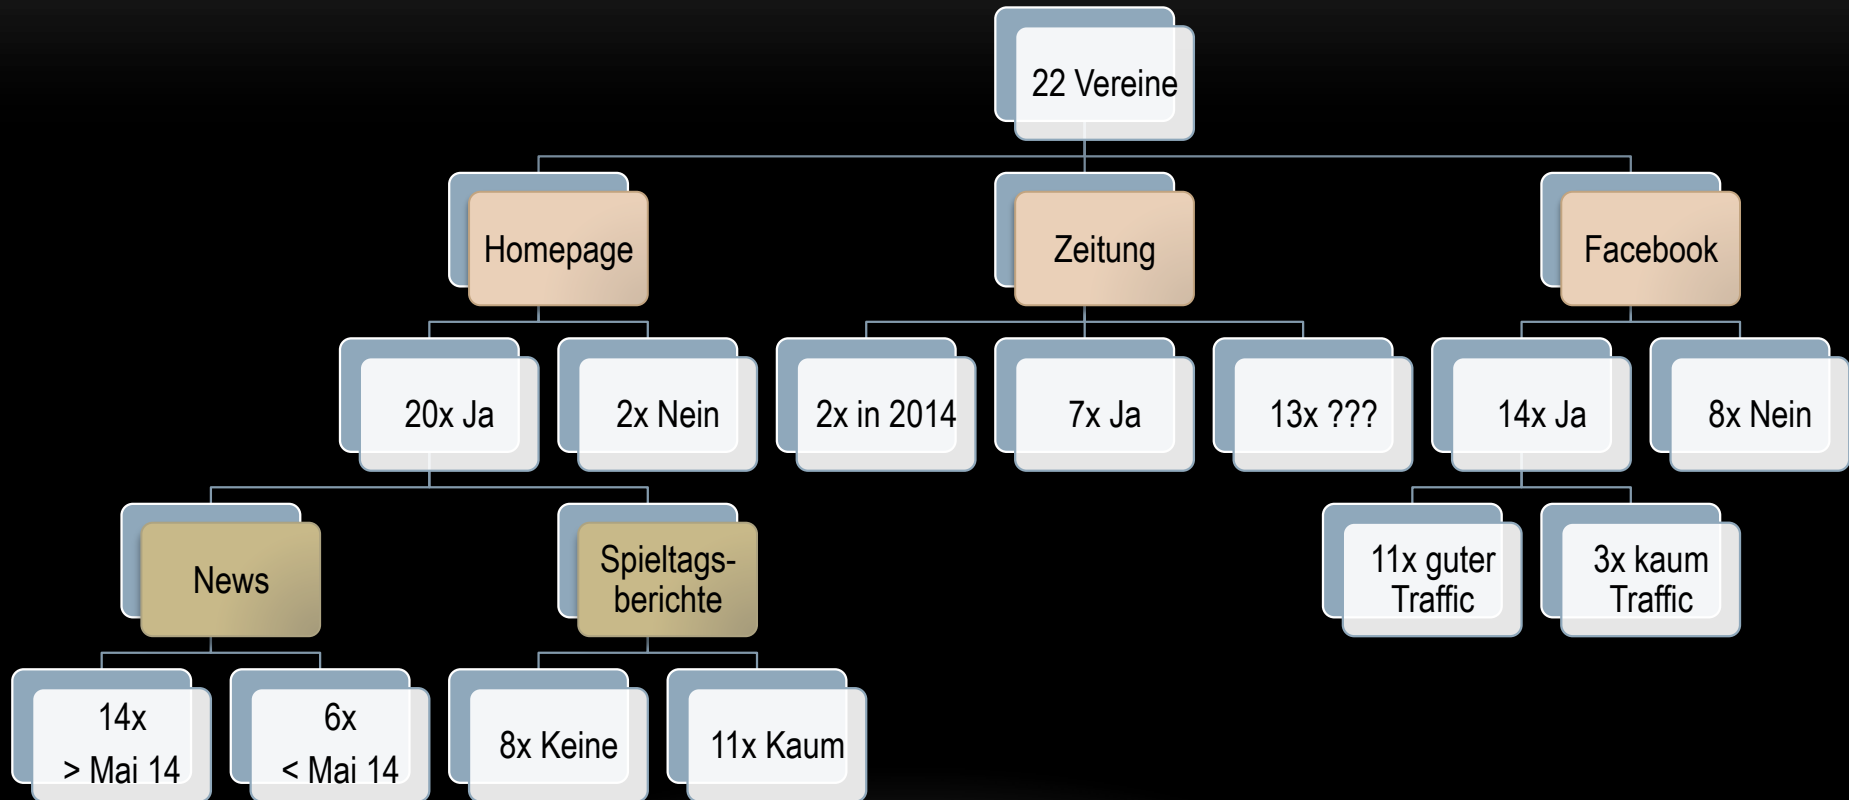 22 Vereine
Homepage
Zeitung
Facebook
20x Ja
2x Nein
2x in 2014
7x Ja
13x ???
14x Ja
8x Nein
News
Spieltags-
berichte
11x guter
Traffic
3x kaum
Traffic
14x
> Mai 14
6x
< Mai 14
8x Keine
11x Kaum